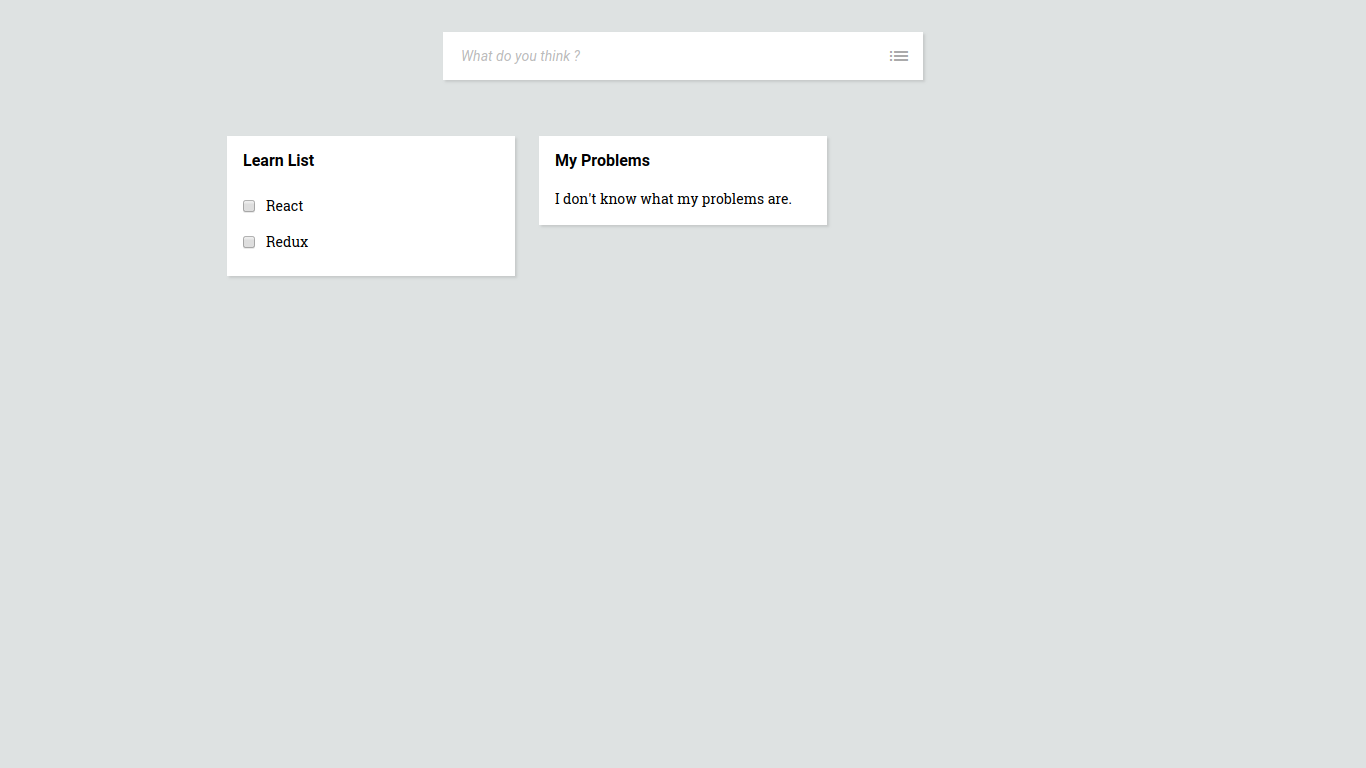 What do you think ?
Learn List
React
Redux
My Problems
I don't know what my problems are.